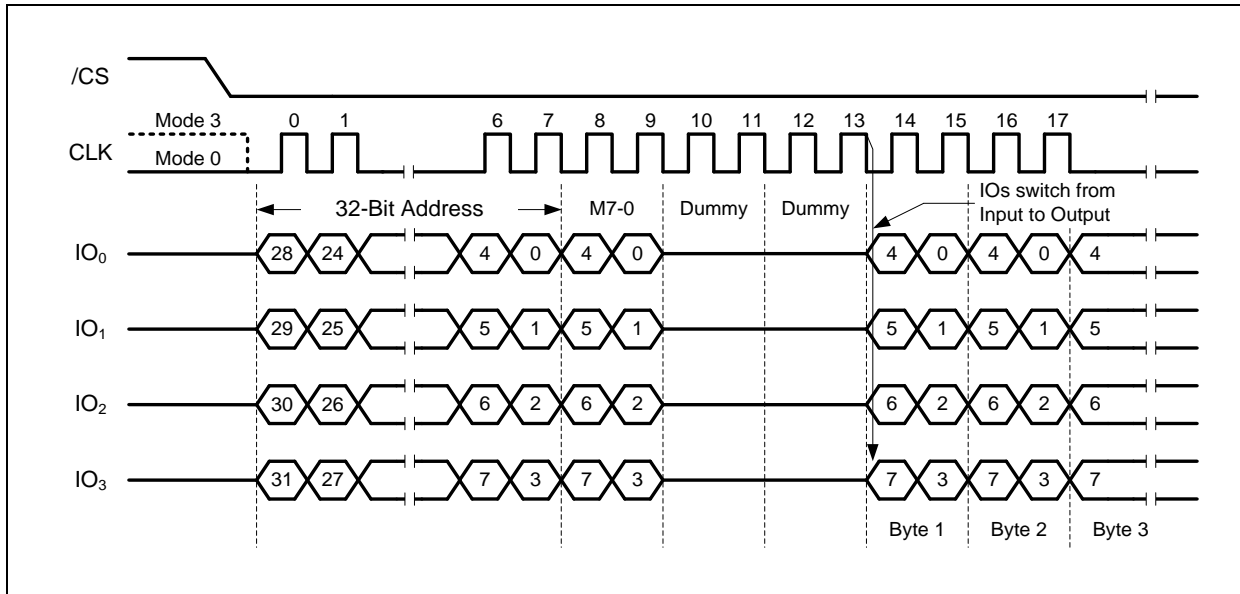 /CS
Mode 3 0 1 6 7 8 9 10 11 12 13 14 15 16 17
CLK
Mode 0
IOs switch from
Input to Output
32-Bit Address M7-0 Dummy Dummy
IO₀ 28 24 4 0 4 0 4 0 4 0 4
IO₁ 29 25 5 1 5 1 5 1 5 1 5
IO₂ 30 26 6 2 6 2 6 2 6 2 6
IO₃ 31 27 7 3 7 3 7 3 7 3 7
Byte 1 Byte 2 Byte 3